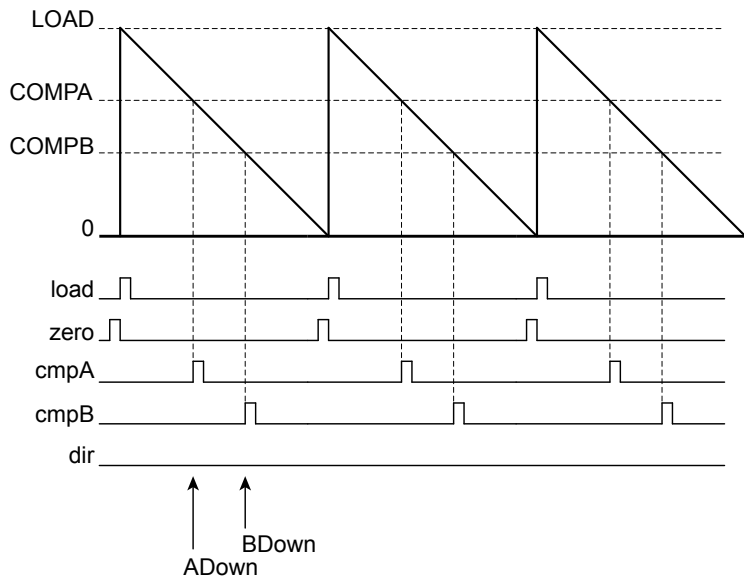 LOAD
COMPA
COMPB
0
load
zero
cmpA
cmpB
dir
BDown
ADown